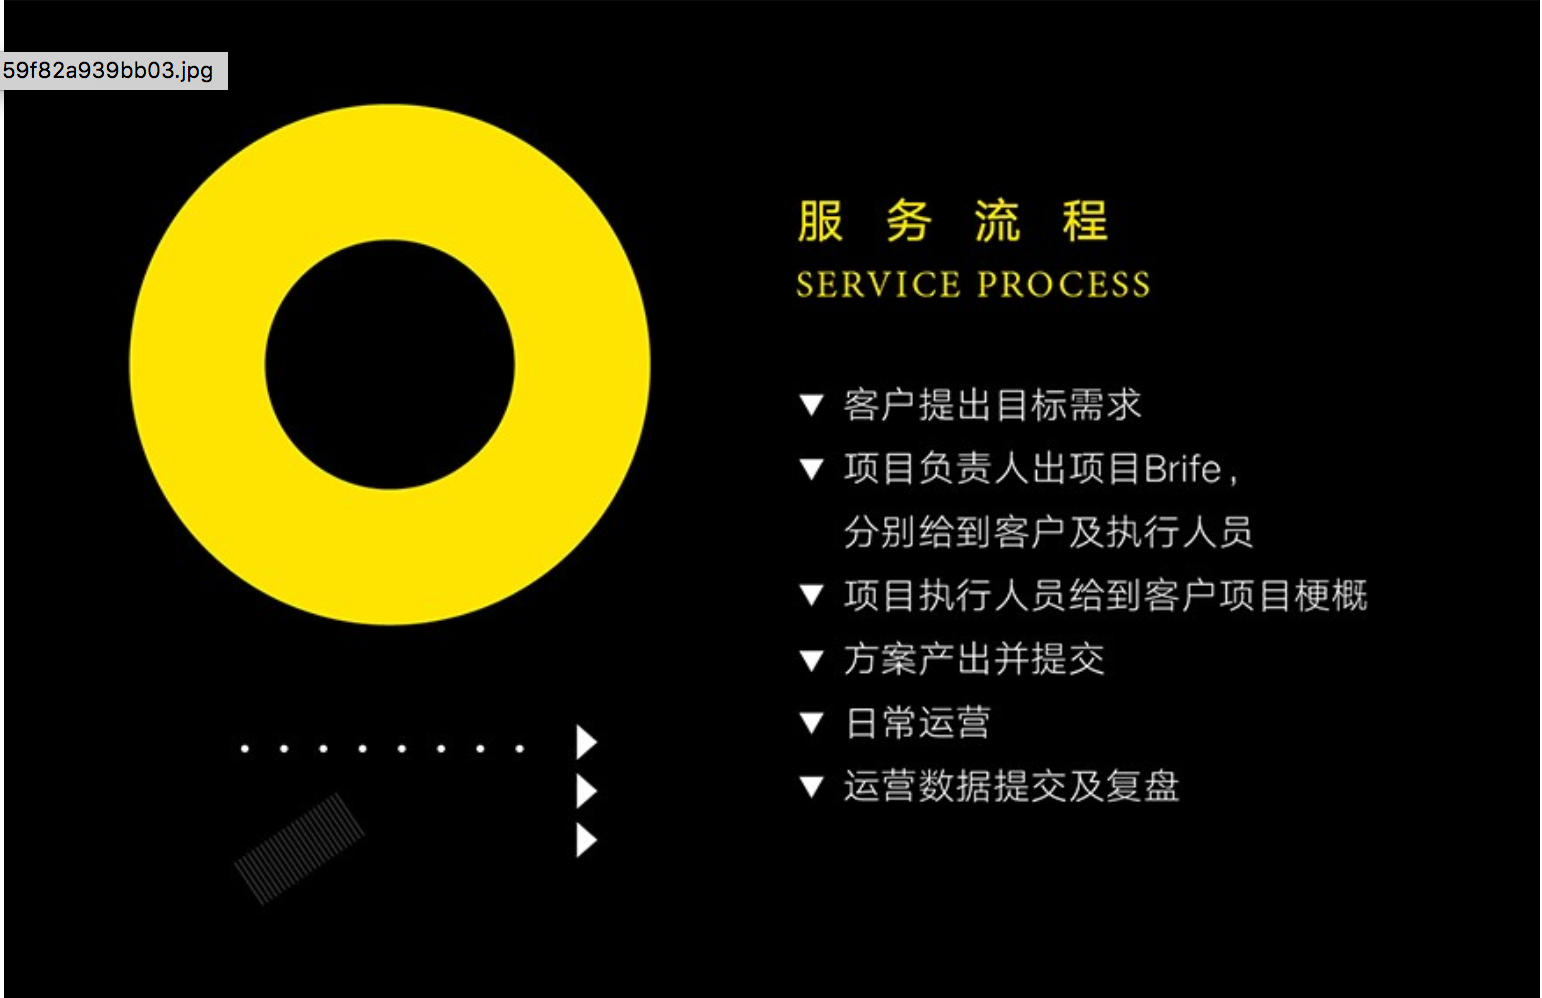 59f82a939bb03.jpg
服务流程
SERVICE PROCESS
▼ 客户提出目标需求
▼ 项目负责人出项目Brife，
分别给到客户及执行人员
▼ 项目执行人员给到客户项目梗概
▼ 方案产出并提交
▼ 日常运营
▼ 运营数据提交及复盘